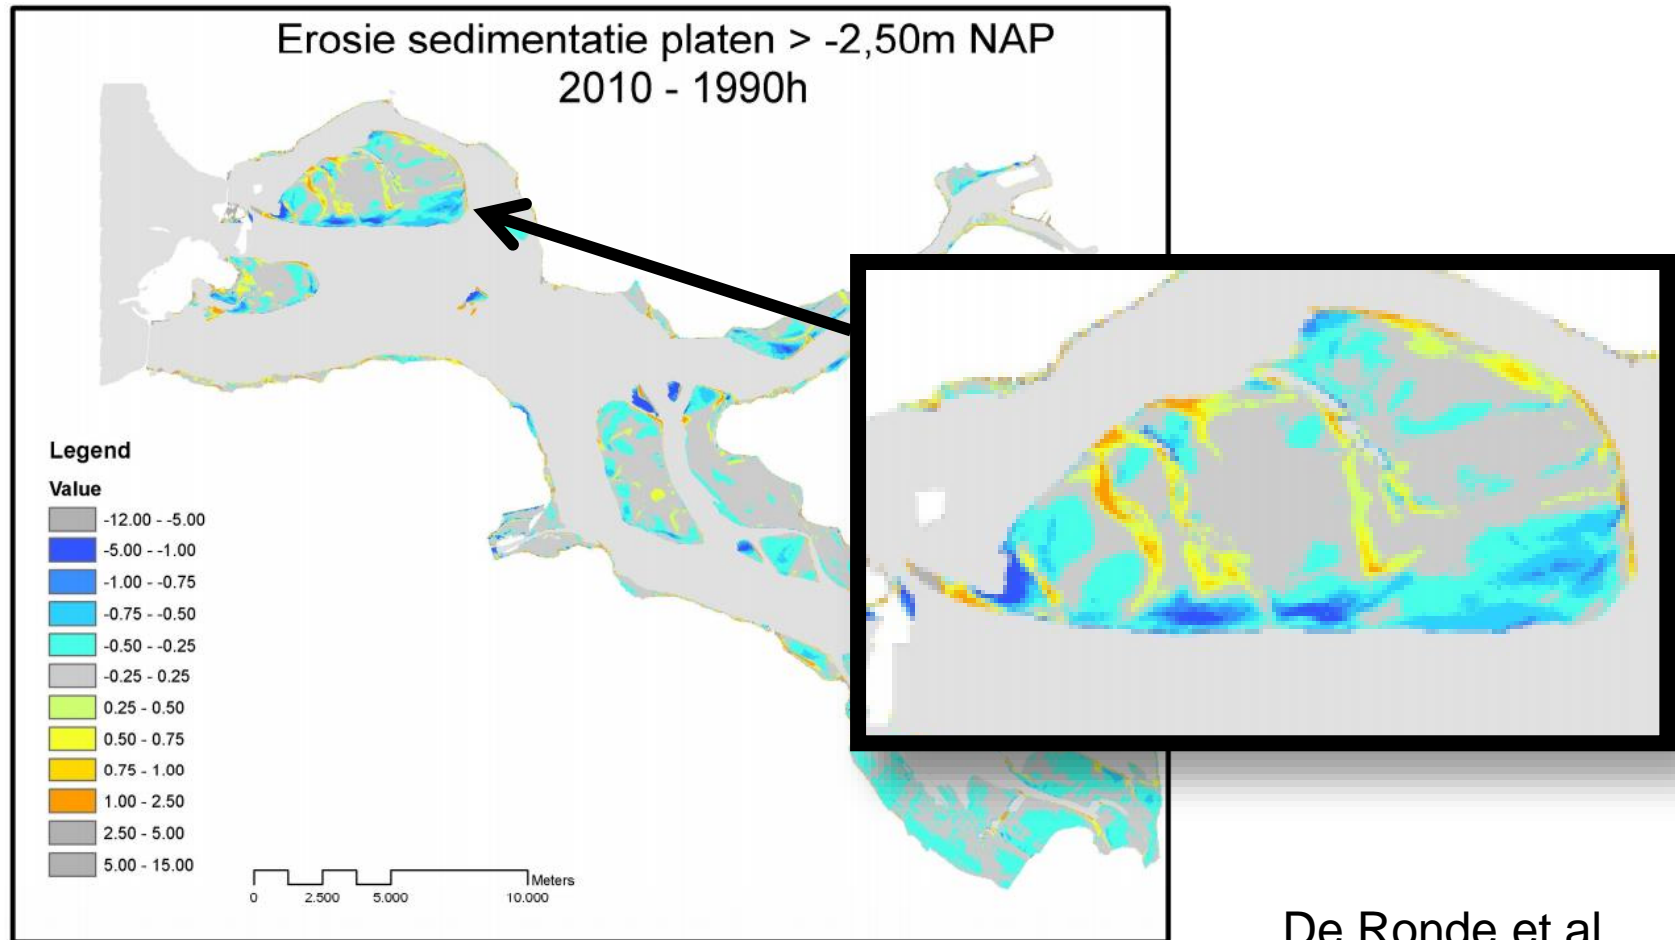 Erosie sedimentatie platen > -2,50m NAP
2010 - 1990h
Legend
Value
-12.00 - -5.00
-5.00 - -1.00
-1.00 - -0.75
-0.75 - -0.50
-0.50 - -0.25
-0.25 - 0.25
0.25 - 0.50
0.50 - 0.75
0.75 - 1.00
1.00 - 2.50
2.50 - 5.00
5.00 - 15.00
Meters
0 2.500 5.000 10.000
De Ronde et al